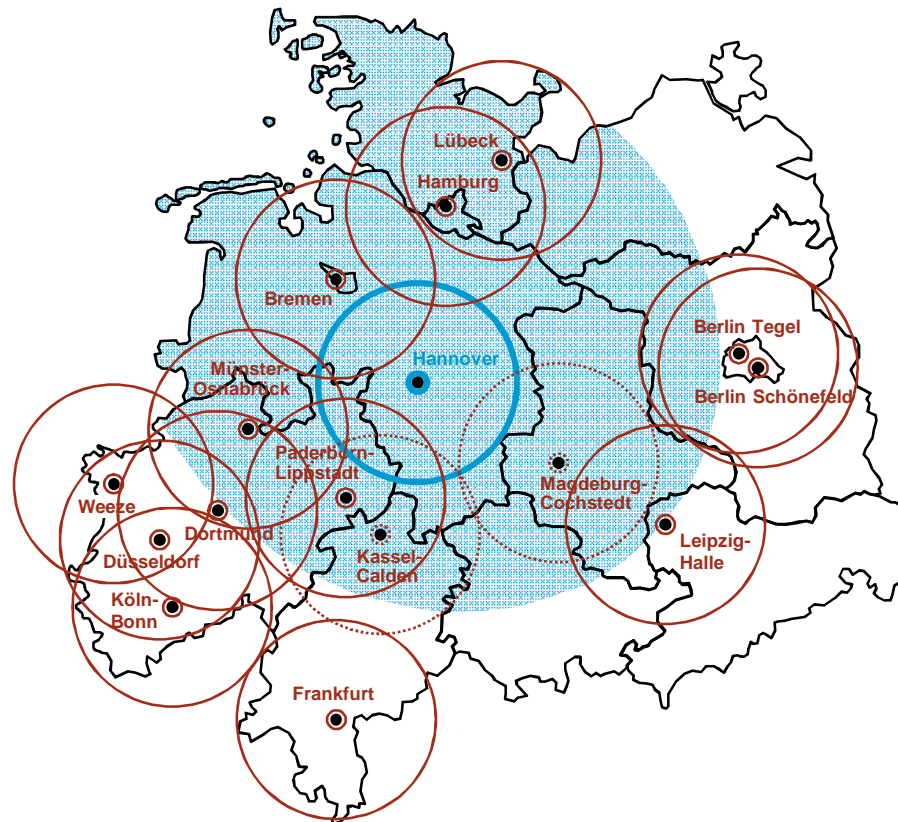 Lübeck
Hamburg
Bremen
Hannover
Berlin Tegel
Berlin Schönefeld
Münster-
Osnabrück
Paderborn-
Lippstadt
Magdeburg-
Cochstedt
Weeze
Dortmund
Düsseldorf
Kassel-
Calden
Leipzig-
Halle
Köln-
Bonn
Frankfurt